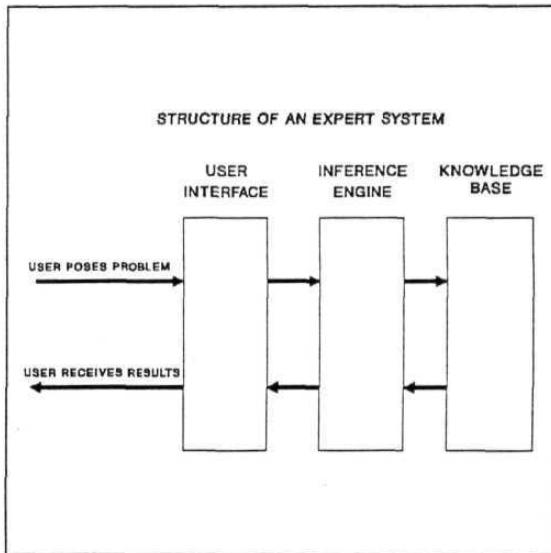 STRUCTURE OF AN EXPERT SYSTEM
USER
INTERFACE
INFERENCE
ENGINE
KNOWLEDGE
BASE
USER POSES PROBLEM
USER RECEIVES RESULTS